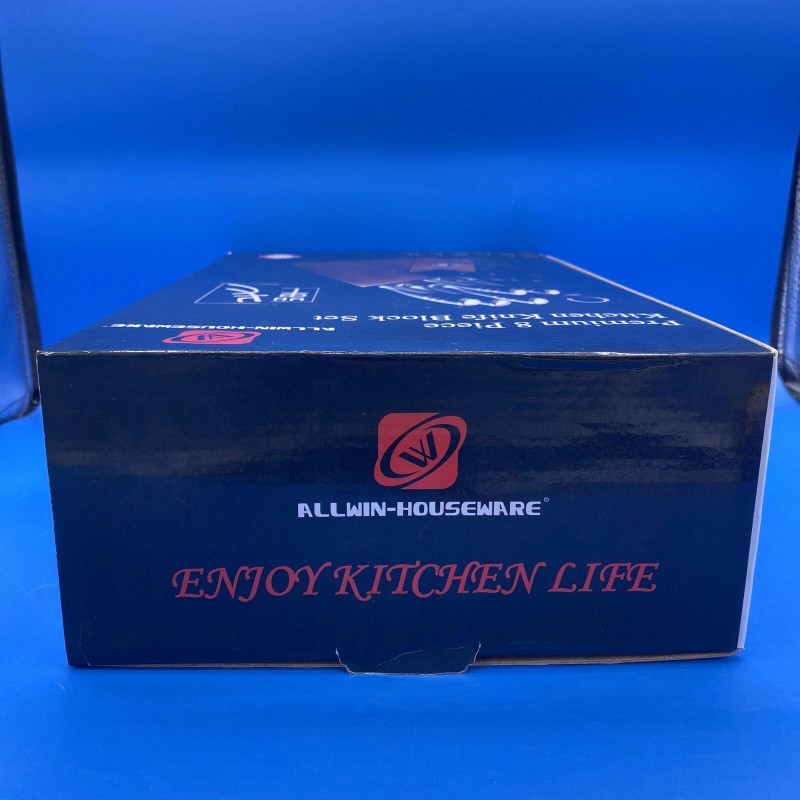 Premium 8 Piece
Kitchen Knife Block Set
ALLWIN-HOUSEWARE
W
ALLWIN-HOUSEWARE®
ENJOY KITCHEN LIFE